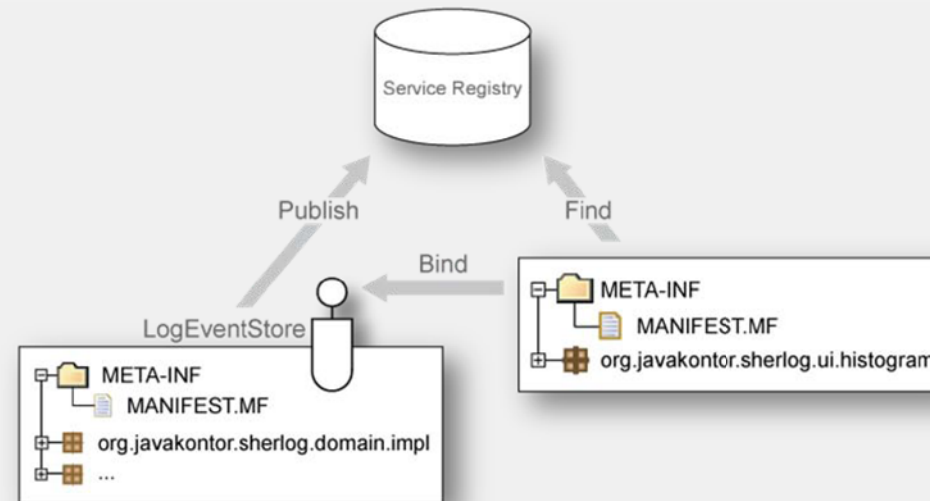 Service Registry
Publish
Find
Bind
LogEventStore
META-INF
MANIFEST.MF
org.javakontor.sherlog.ui.histogram
META-INF
MANIFEST.MF
org.javakontor.sherlog.domain.impl
...